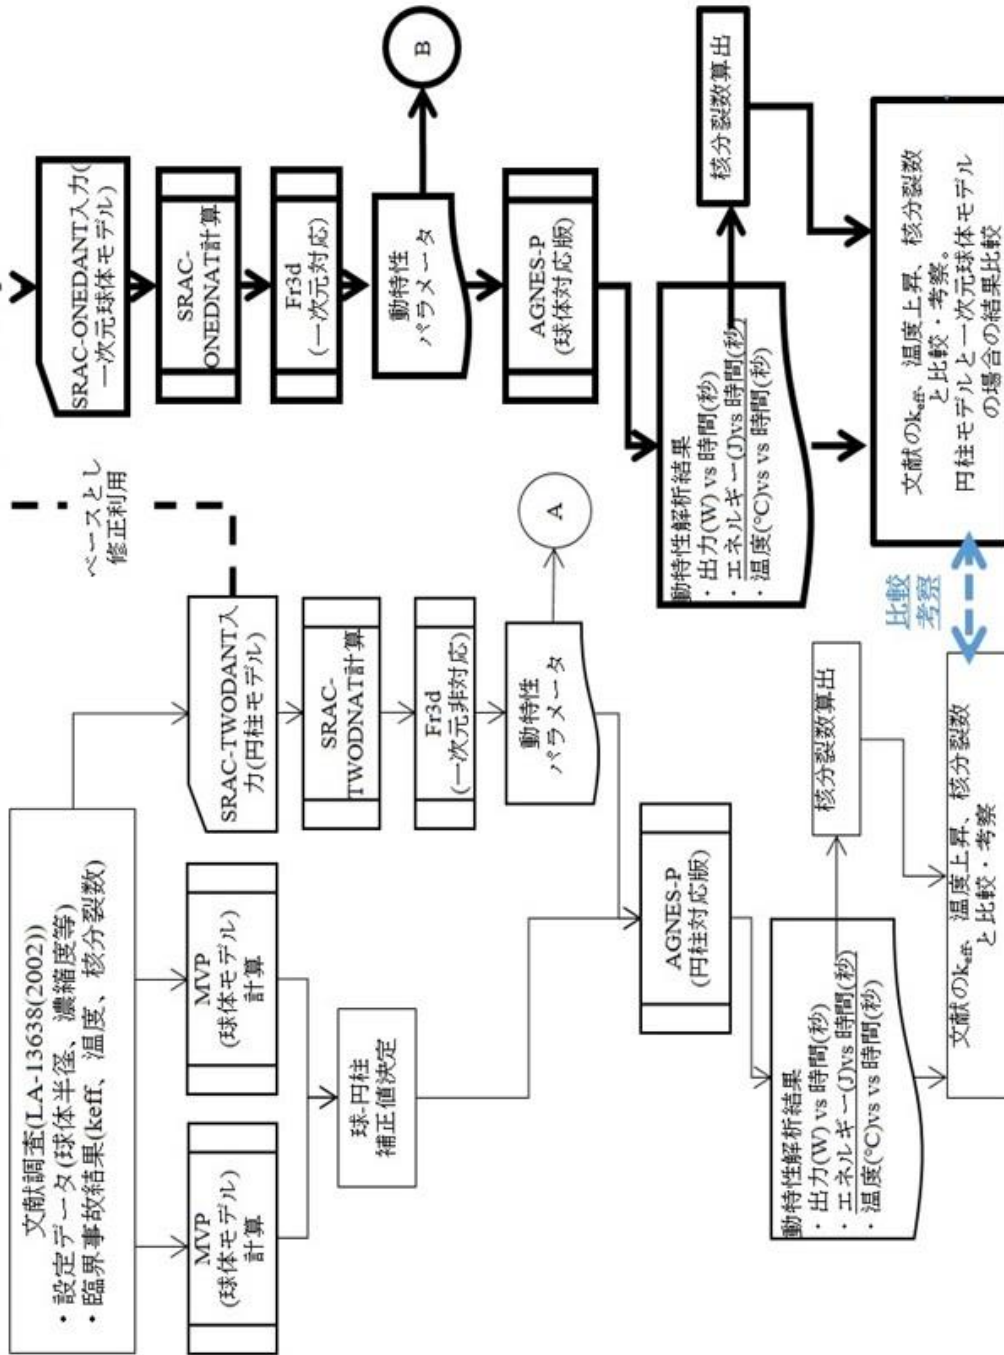 文献調査(LA-13638(2002))
・設定データ(球体半径、濃縮度等)
・臨界事故結果(keff、温度、核分裂数)
MVP
(球体モデル)
計算
MVP
(球体モデル)
計算
球-円柱
補正値決定
SRAC-TWODANT入
力(円柱モデル)
SRAC-
TWODNAT計算
Fr3d
(一次元非対応)
動特性
パラメータ
A
AGNES-P
(円柱対応版)
動特性解析結果
・出力(W) vs 時間(秒)
・エネルギー(J)vs 時間(秒)
・温度(°C)vs vs 時間(秒)
核分裂数算出
文献のkeff、温度上昇、核分裂数
と比較・考察
ベースとし
修正利用
SRAC-ONEDANT入力(
一次元球体モデル)
SRAC-
ONEDNAT計算
Fr3d
(一次元対応)
動特性
パラメータ
B
AGNES-P
(球体対応版)
動特性解析結果
・出力(W) vs 時間(秒)
・エネルギー(J)vs 時間(秒)
・温度(°C)vs vs 時間(秒)
核分裂数算出
文献のkeff、温度上昇、核分裂数
と比較・考察。
円柱モデルと一次元球体モデル
の場合の結果比較
比較
考察